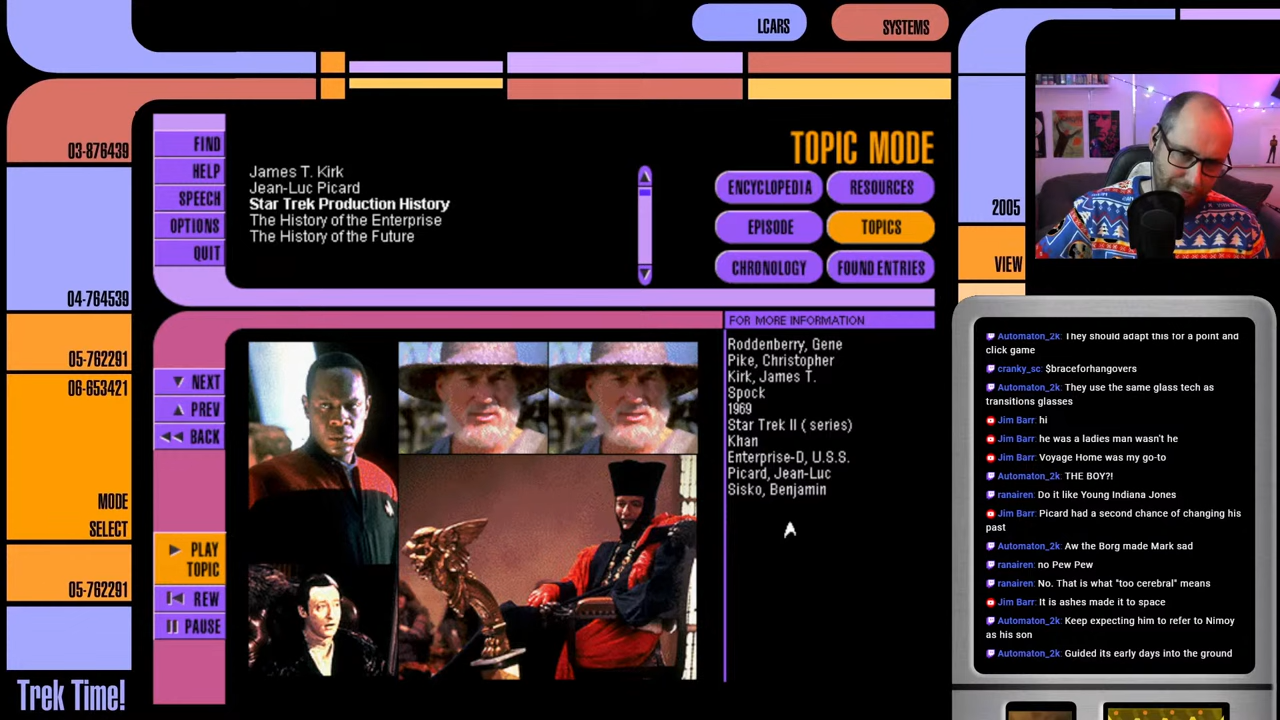 LCARS
SYSTEMS
03-876439
FIND
HELP
SPEECH
OPTIONS
QUIT
James T. Kirk
Jean-Luc Picard
Star Trek Production History
The History of the Enterprise
The History of the Future
TOPIC MODE
ENCYCLOPEDIA
RESOURCES
EPISODE
TOPICS
CHRONOLOGY
FOUND ENTRIES
2005
VIEW
04-764539
05-762291
06-653421
MODE
SELECT
05-762291
Trek Time!
NEXT
PREV
BACK
PLAY
TOPIC
REW
PAUSE
FOR MORE INFORMATION
Roddenberry, Gene
Pike, Christopher
Kirk, James T.
Spock
1969
Star Trek II ( series)
Khan
Enterprise-D, U.S.S.
Picard, Jean-Luc
Sisko, Benjamin
Automaton_2k: They should adapt this for a point and
click game
cranky_sc: $braceforhangovers
Automaton_2k: They use the same glass tech as
transitions glasses
Jim Barr: hi
Jim Barr: he was a ladies man wasn't he
Jim Barr: Voyage Home was my go-to
Automaton_2k: THE BOY?!
ranairen: Do it like Young Indiana Jones
Jim Barr: Picard had a second chance of changing his
past
Automaton_2k: Aw the Borg made Mark sad
ranairen: no Pew Pew
ranairen: No. That is what "too cerebral" means
Jim Barr: It is ashes made it to space
Automaton_2k: Keep expecting him to refer to Nimoy
as his son
Automaton_2k: Guided its early days into the ground